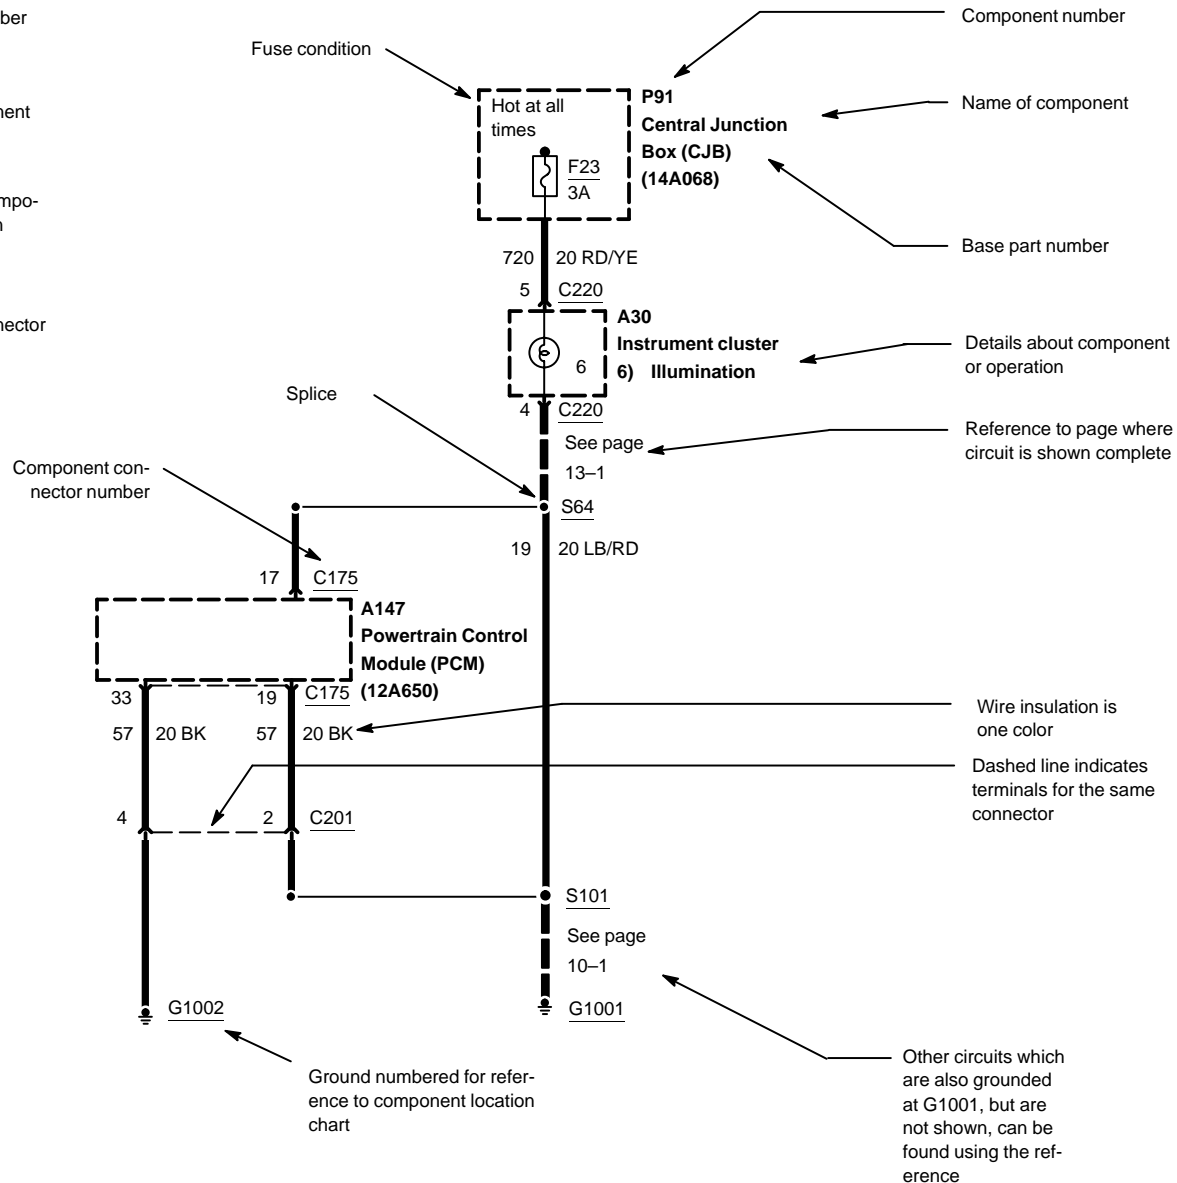 ber
Component number
Fuse condition
P91
Hot at all
times
Name of component
nent
Central Junction
Box (CJB)
(14A068)
F23
3A
mpo-
n
Base part number
720 20 RD/YE
5 C220
A30
nector
Instrument cluster
6) Illumination
6
Details about component
or operation
Splice
4 C220
See page
13–1
Reference to page where
circuit is shown complete
Component con-
nector number
S64
19 20 LB/RD
17 C175
A147
Powertrain Control
Module (PCM)
(12A650)
33 19 C175
57 20 BK 57 20 BK
Wire insulation is
one color
Dashed line indicates
terminals for the same
connector
4 2 C201
S101
See page
10–1
G1002
G1001
Ground numbered for refer-
ence to component location
chart
Other circuits which
are also grounded
at G1001, but are
not shown, can be
found using the ref-
erence